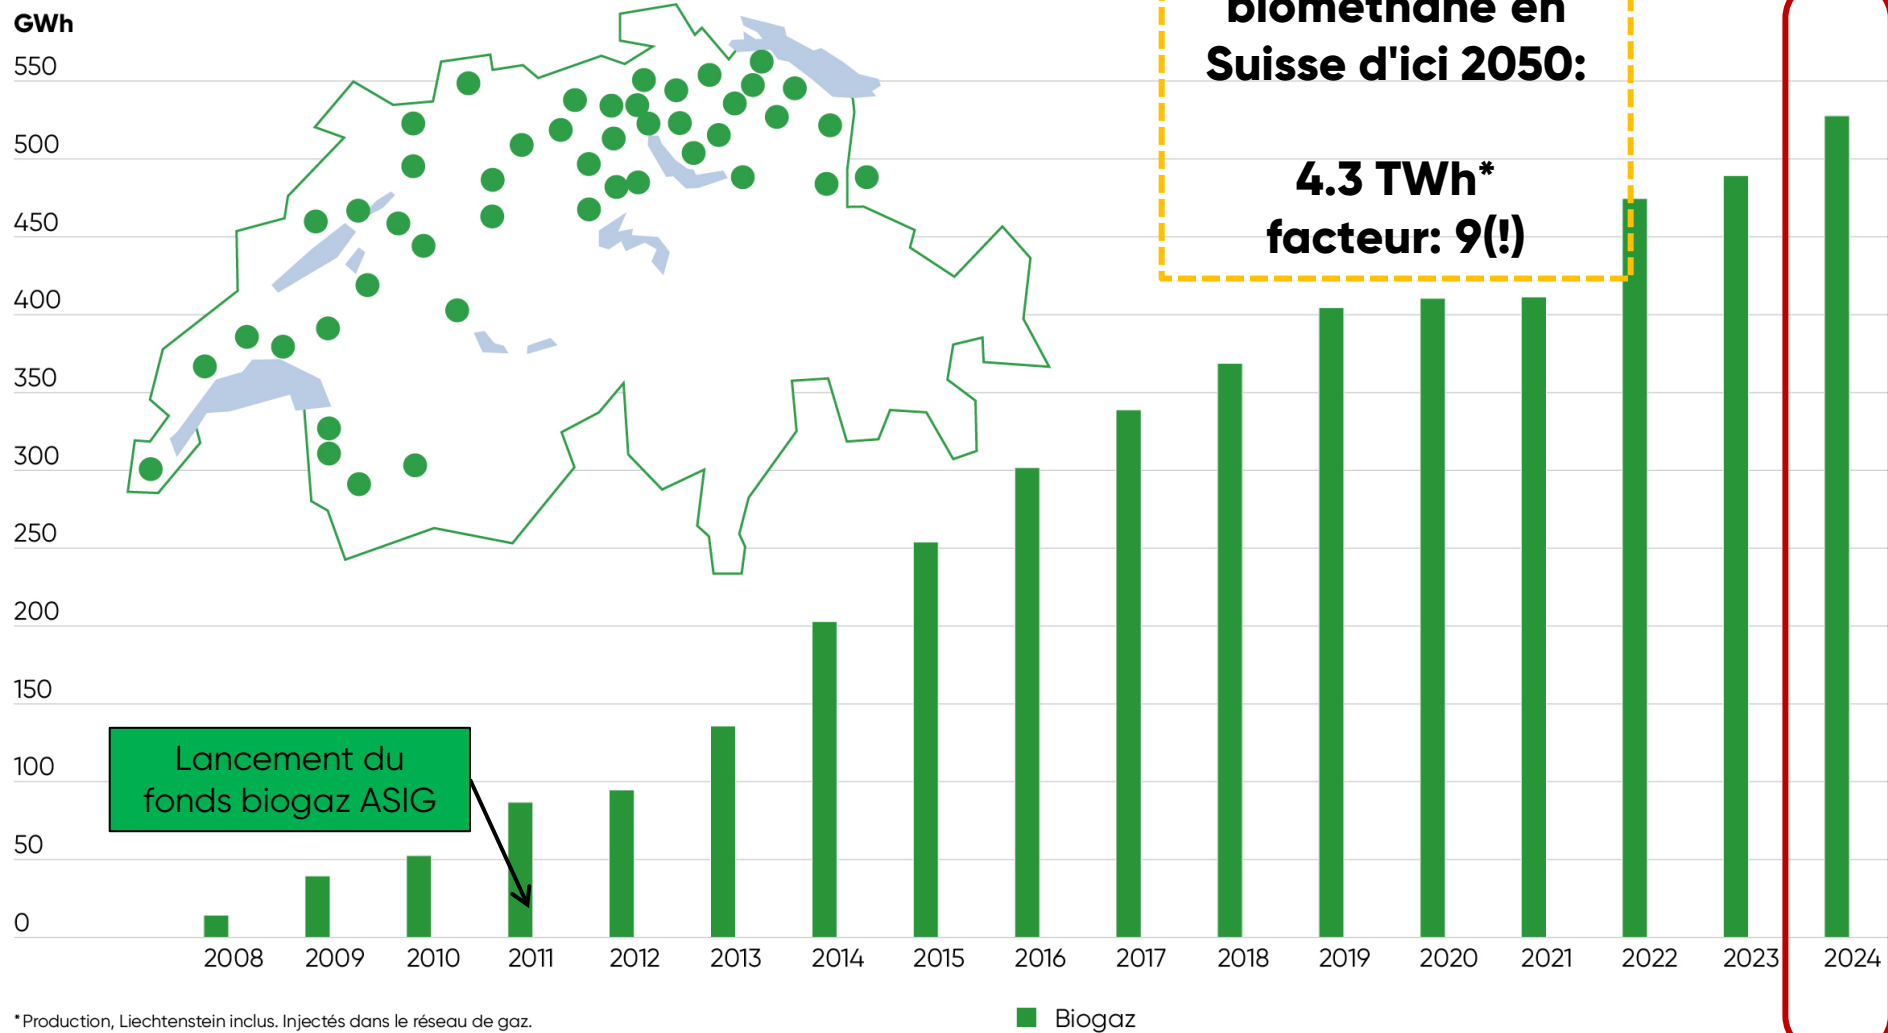 GWh
biométhane en
Suisse d'ici 2050:
4.3 TWh*
facteur: 9(!)
550
500
450
400
350
300
250
200
150
100
50
0
Lancement du
fonds biogaz ASIG
2008 2009 2010 2011 2012 2013 2014 2015 2016 2017 2018 2019 2020 2021 2022 2023 2024
*Production, Liechtenstein inclus. Injectés dans le réseau de gaz.
Biogaz